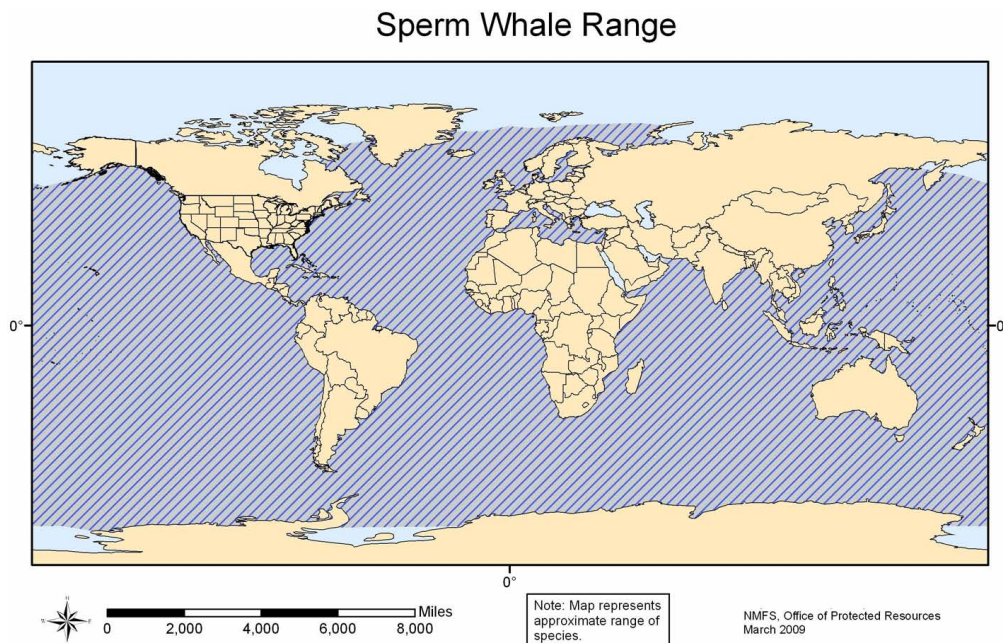 Sperm Whale Range
0°
0°
0°
N
W
E
S
Miles
0
2,000
4,000
6,000
8,000
Note: Map represents
approximate range of
species.
NMFS, Office of Protected Resources
March 2009